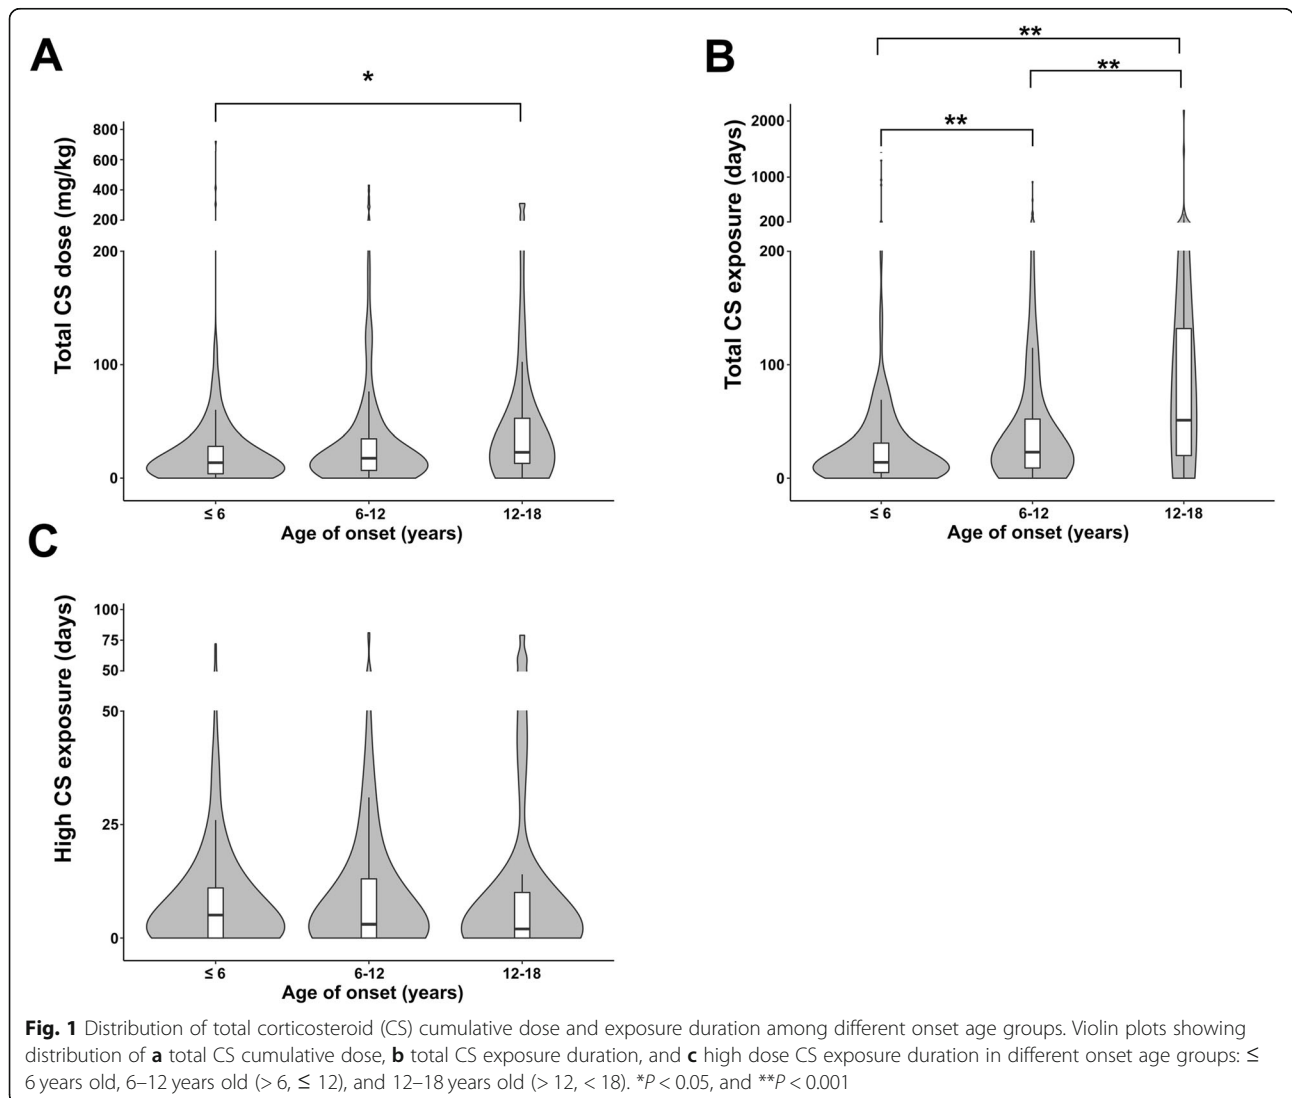 A
*
Total CS dose (mg/kg)
800
600
400
200
200
100
0
≤ 6
6-12
12-18
Age of onset (years)
B
**
**
**
Total CS exposure (days)
2000
1000
200
200
100
0
≤ 6
6-12
12-18
Age of onset (years)
C
High CS exposure (days)
100
75
50
50
25
0
≤ 6
6-12
12-18
Age of onset (years)
Fig. 1 Distribution of total corticosteroid (CS) cumulative dose and exposure duration among different onset age groups. Violin plots showing
distribution of a total CS cumulative dose, b total CS exposure duration, and c high dose CS exposure duration in different onset age groups: ≤
6 years old, 6–12 years old (> 6, ≤ 12), and 12–18 years old (> 12, < 18). *P < 0.05, and **P < 0.001